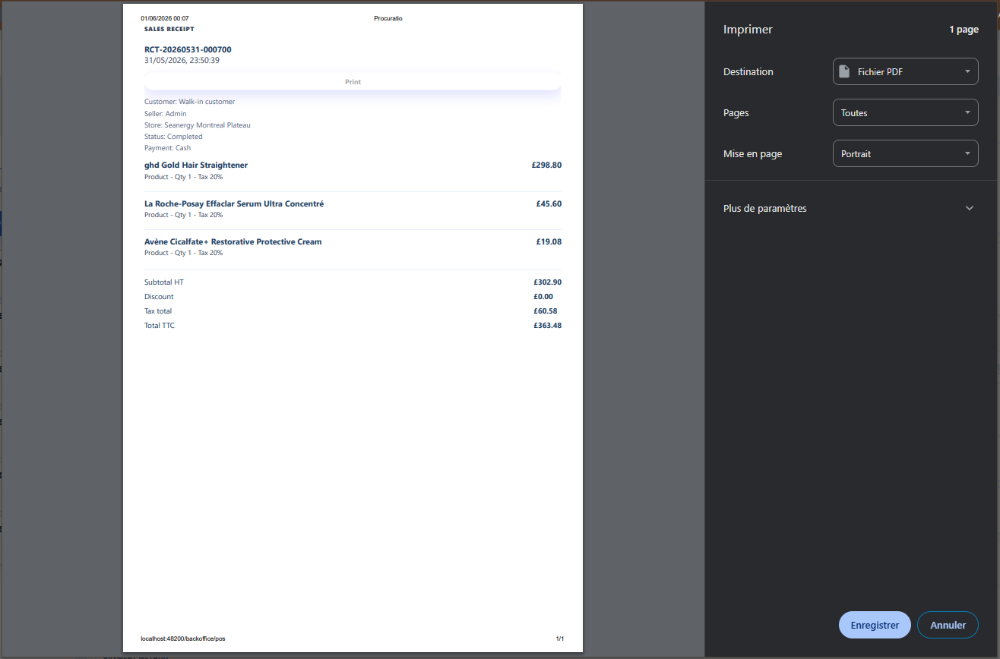 01/06/2026 00:07 Procuratio
SALES RECEIPT
RCT-20260531-000700
31/05/2026, 23:50:39
Print
Customer: Walk-in customer
Seller: Admin
Store: Seanergy Montreal Plateau
Status: Completed
Payment: Cash
ghd Gold Hair Straightener £298.80
Product - Qty 1 - Tax 20%
La Roche-Posay Effaclar Serum Ultra Concentré £45.60
Product - Qty 1 - Tax 20%
Avène Cicalfate+ Restorative Protective Cream £19.08
Product - Qty 1 - Tax 20%
Subtotal HT £302.90
Discount £0.00
Tax total £60.58
Total TTC £363.48
localhost:48200/backoffice/pos 1/1
Imprimer 1 page
Destination Fichier PDF
Pages Toutes
Mise en page Portrait
Plus de paramètres
Enregistrer Annuler